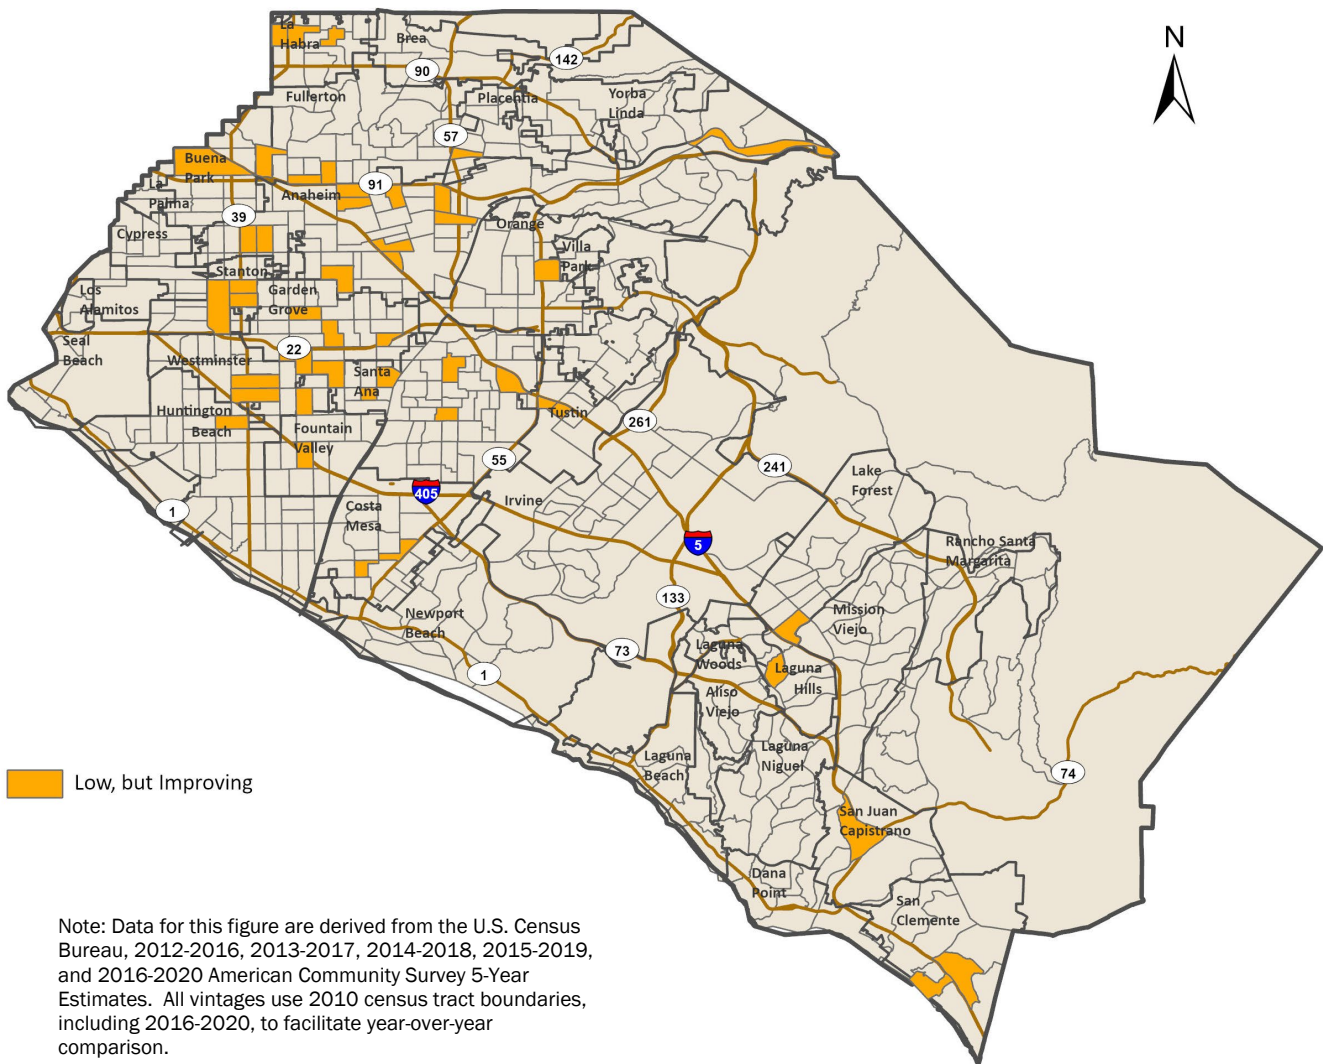 N
La
Habra
Brea
142
90
Fullerton
Placentia
Yorba
Linda
57
Buena
Park
91
La
Palma
Anaheim
39
Cypress
Orange
Villa
Park
Stanton
Los
Alamitos
Garden
Grove
Seal
Beach
22
Westminster
Santa
Ana
Huntington
Beach
Tustin
261
Fountain
Valley
55
241
Lake
Forest
405
Irvine
1
Costa
Mesa
5
Rancho Santa
Margarita
133
Mission
Viejo
Newport
Beach
73
Laguna
Woods
1
Laguna
Hills
Aliso
Viejo
Laguna
Niguel
Laguna
Beach
74
Low, but Improving
San Juan
Capistrano
Dana
Point
San
Clemente
Note: Data for this figure are derived from the U.S. Census
Bureau, 2012-2016, 2013-2017, 2014-2018, 2015-2019,
and 2016-2020 American Community Survey 5-Year
Estimates. All vintages use 2010 census tract boundaries,
including 2016-2020, to facilitate year-over-year
comparison.